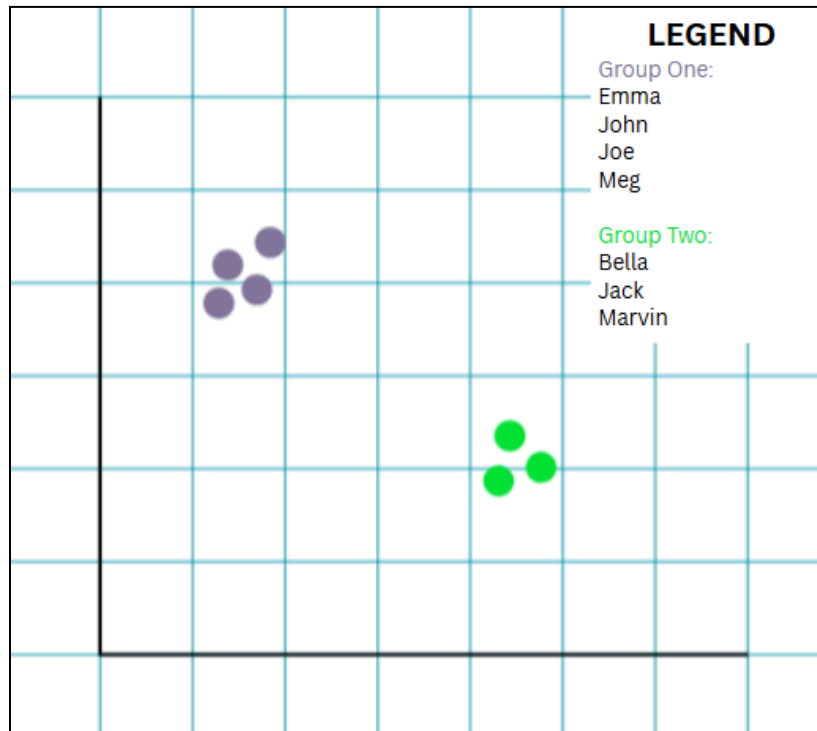 LEGEND
Group One:
Emma
John
Joe
Meg
Group Two:
Bella
Jack
Marvin